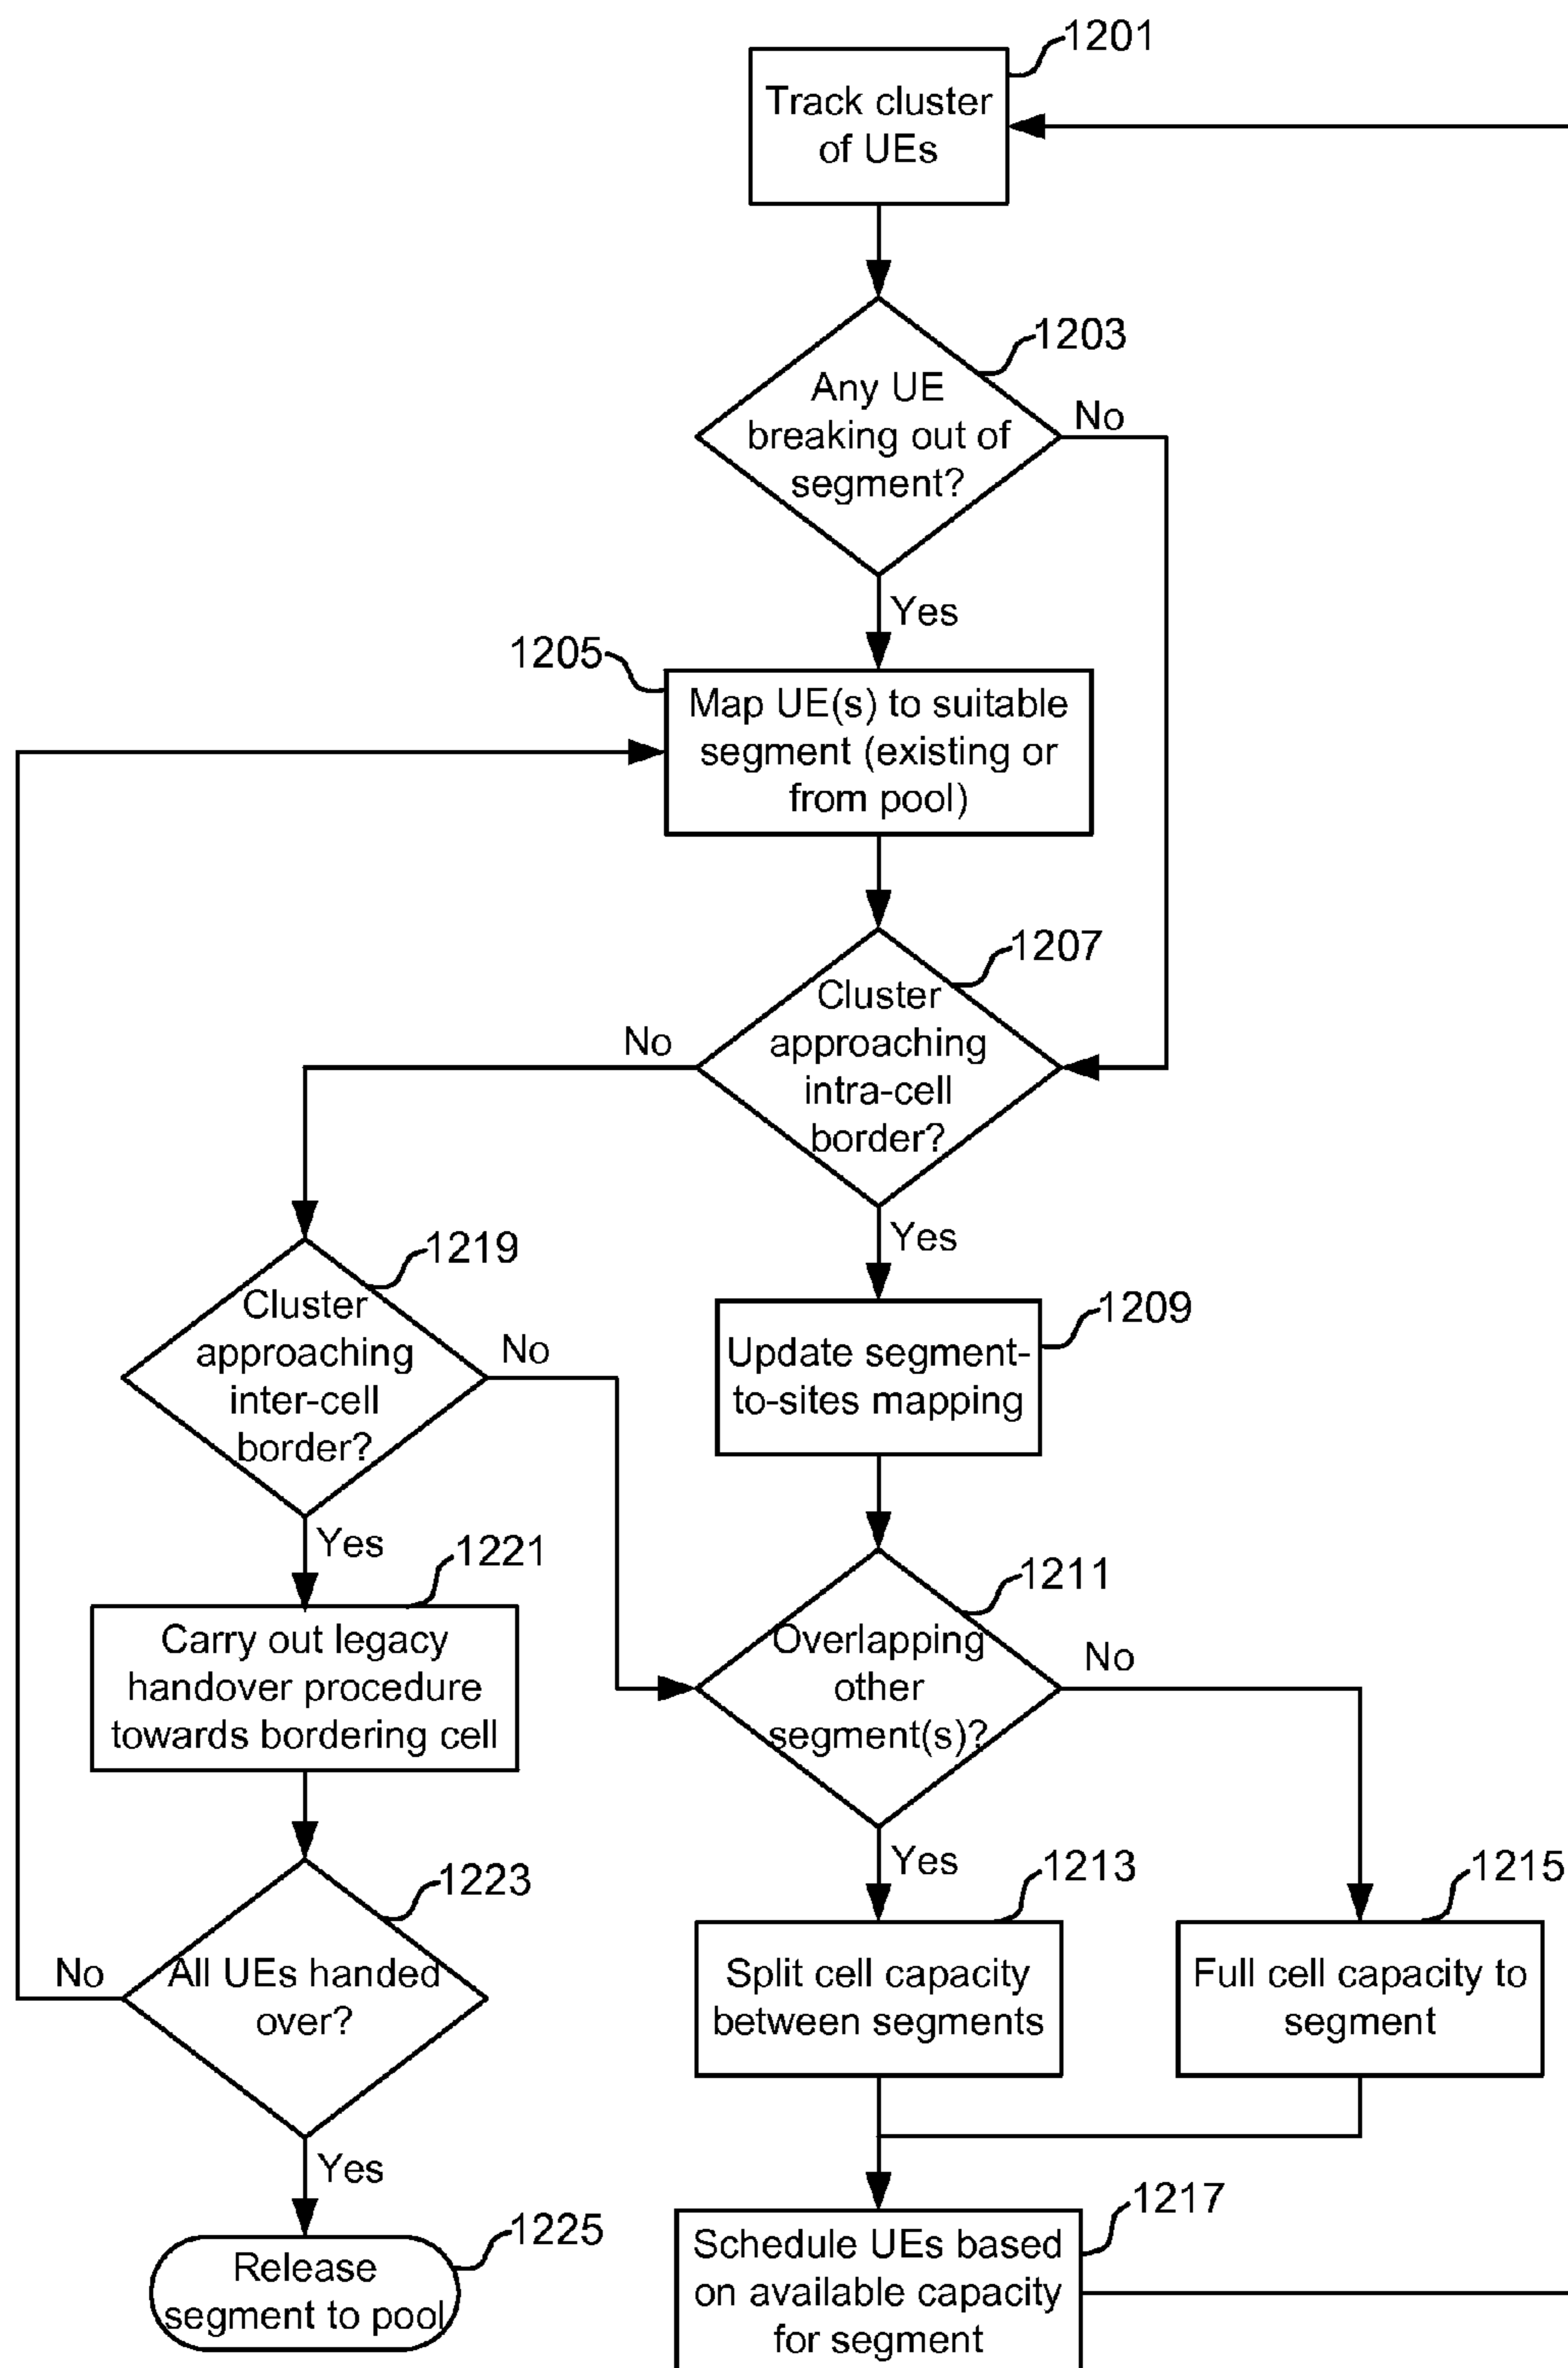 1201
Track cluster
of UEs
1203
Any UE
breaking out of
segment?
No
Yes
1205
Map UE(s) to suitable
segment (existing or
from pool)
1207
Cluster
approaching
intra-cell
border?
No
Yes
1219
Cluster
approaching
inter-cell
border?
No
Yes
1209
Update segment-
to-sites mapping
1211
Overlapping
other
segment(s)?
No
Yes
1221
Carry out legacy
handover procedure
towards bordering cell
1213
Split cell capacity
between segments
1215
Full cell capacity to
segment
1223
All UEs handed
over?
No
Yes
1217
Schedule UEs based
on available capacity
for segment
1225
Release
segment to pool